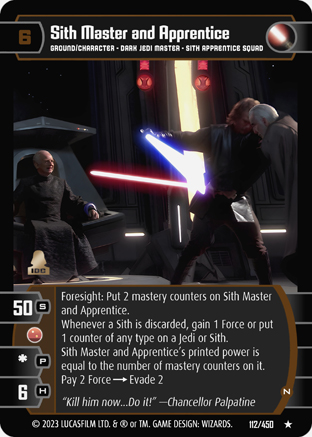 6
Sith Master and Apprentice
GROUND/CHARACTER - DARK JEDI MASTER - SITH APPRENTICE SQUAD
50 S
Foresight: Put 2 mastery counters on Sith Master
and Apprentice.
Whenever a Sith is discarded, gain 1 Force or put
1 counter of any type on a Jedi or Sith.
* P
Sith Master and Apprentice's printed power is
equal to the number of mastery counters on it.
6 H
Pay 2 Force → Evade 2
N
“Kill him now...Do it!” —Chancellor Palpatine
© 2023 LUCASFILM LTD. & ® or TM. GAME DESIGN: WIZARDS.
112/450 ★